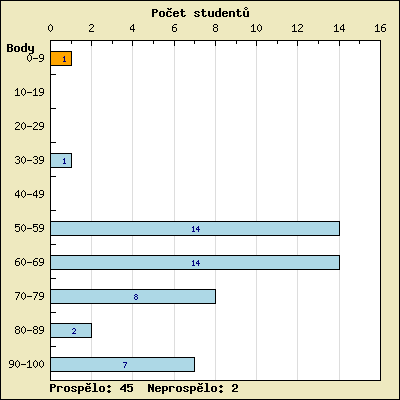 Počet studentů
0 2 4 6 8 10 12 14 16
Body
0-9 1
10-19
20-29
30-39 1
40-49
50-59 14
60-69 14
70-79 8
80-89 2
90-100 7
Prospělo: 45 Neprospělo: 2